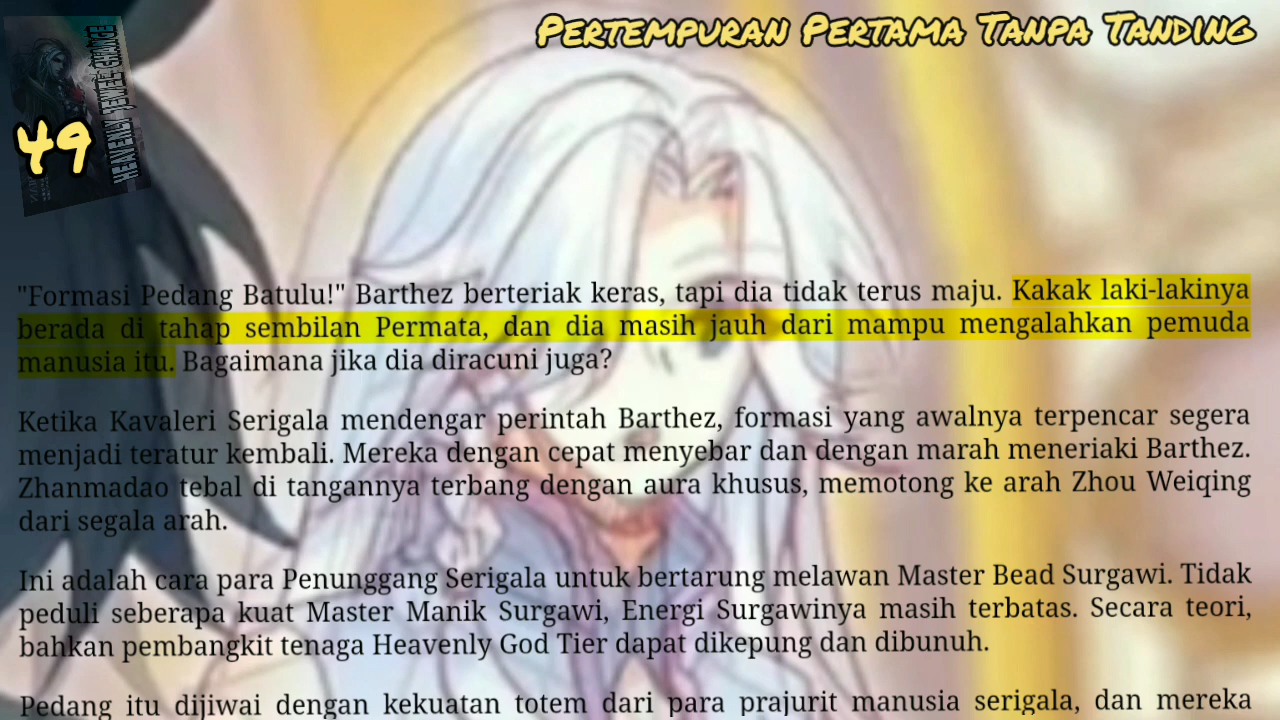 Pertempuran Pertama Tanpa Tanding
HEAVENLY JEWEL CHANGE
49
"Formasi Pedang Batulu!" Barthez berteriak keras, tapi dia tidak terus maju. Kakak laki-lakinya
berada di tahap sembilan Permata, dan dia masih jauh dari mampu mengalahkan pemuda
manusia itu. Bagaimana jika dia diracuni juga?
Ketika Kavaleri Serigala mendengar perintah Barthez, formasi yang awalnya terpencar segera
menjadi teratur kembali. Mereka dengan cepat menyebar dan dengan marah meneriaki Barthez.
Zhanmadao tebal di tangannya terbang dengan aura khusus, memotong ke arah Zhou Weiqing
dari segala arah.
Ini adalah cara para Penunggang Serigala untuk bertarung melawan Master Bead Surgawi. Tidak
peduli seberapa kuat Master Manik Surgawi, Energi Surgawinya masih terbatas. Secara teori,
bahkan pembangkit tenaga Heavenly God Tier dapat dikepung dan dibunuh.
Pedang itu dijiwai dengan kekuatan totem dari para prajurit manusia serigala, dan mereka